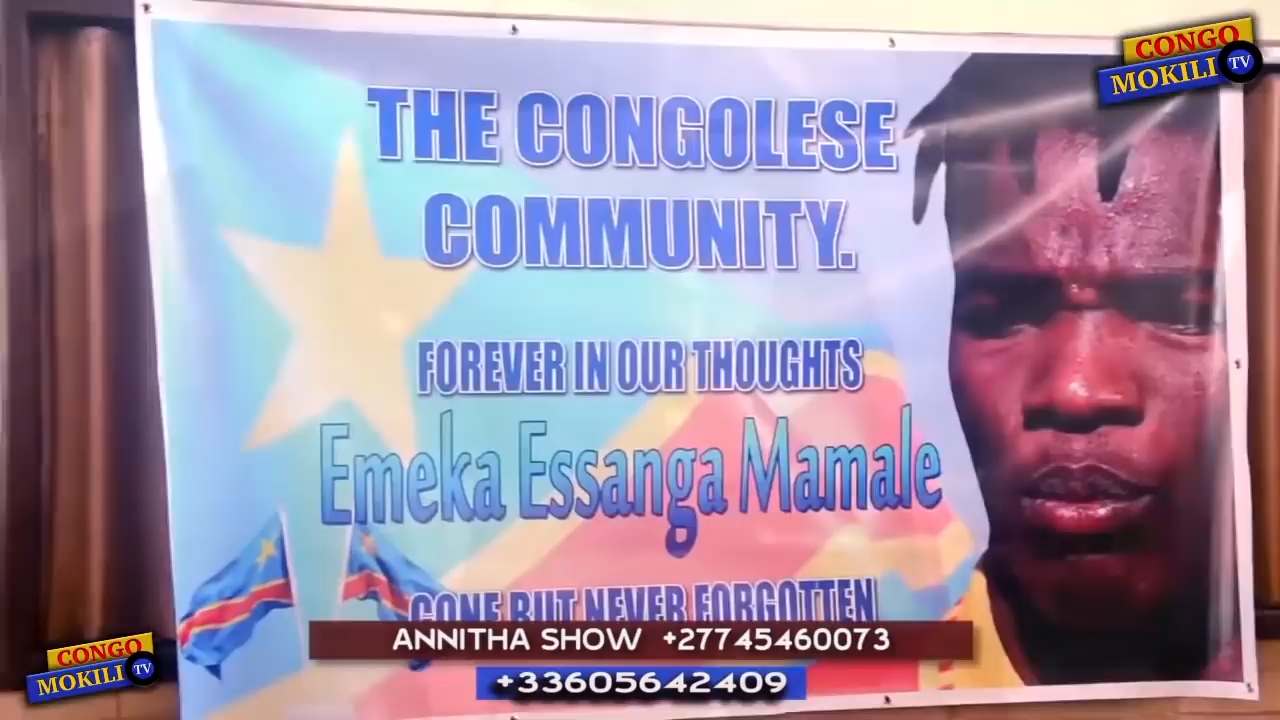 CONGO
MOKILI TV
THE CONGOLESE
COMMUNITY.
FOREVER IN OUR THOUGHTS
Emeka Essanga Mamale
GONE BUT NEVER FORGOTTEN
ANNITHA SHOW +27745460073
+33605642409
CONGO
MOKILI TV